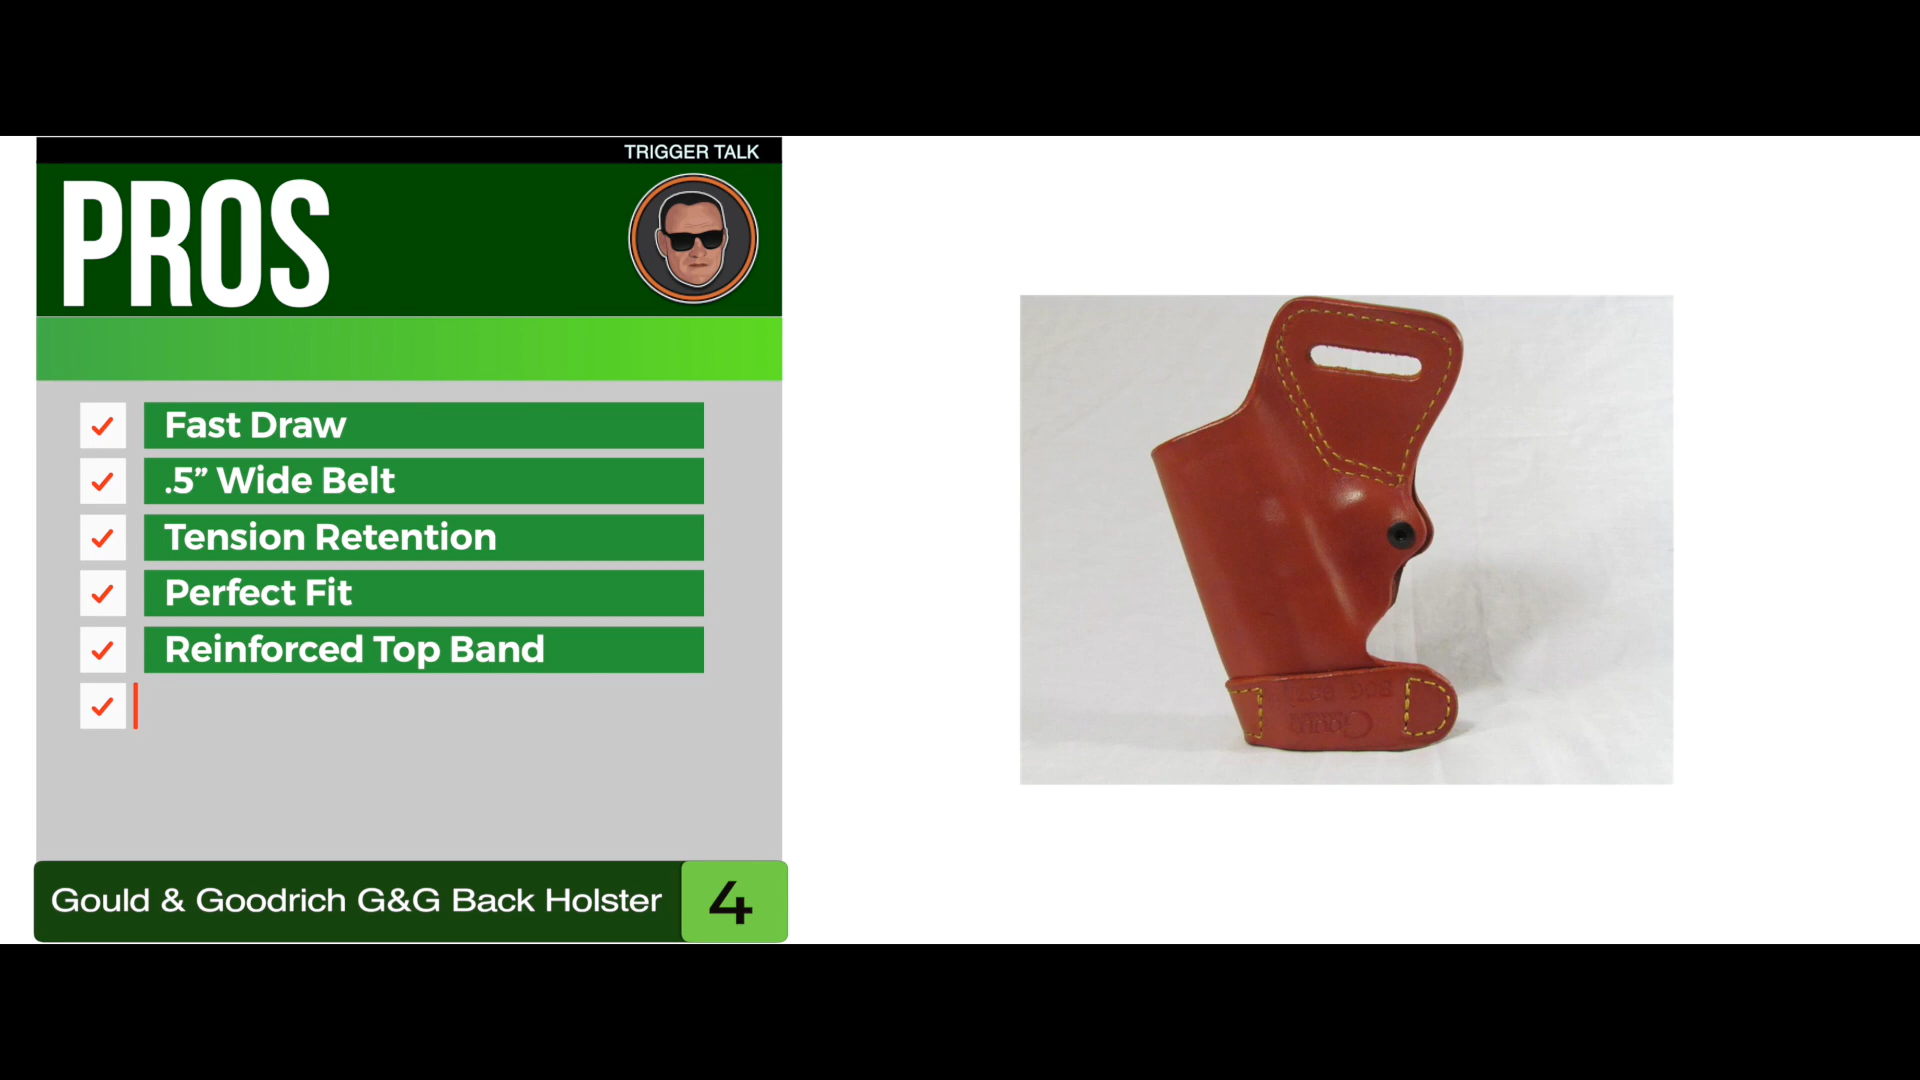 TRIGGER TALK
PROS
Fast Draw
.5” Wide Belt
Tension Retention
Perfect Fit
Reinforced Top Band
Gould & Goodrich G&G Back Holster
4